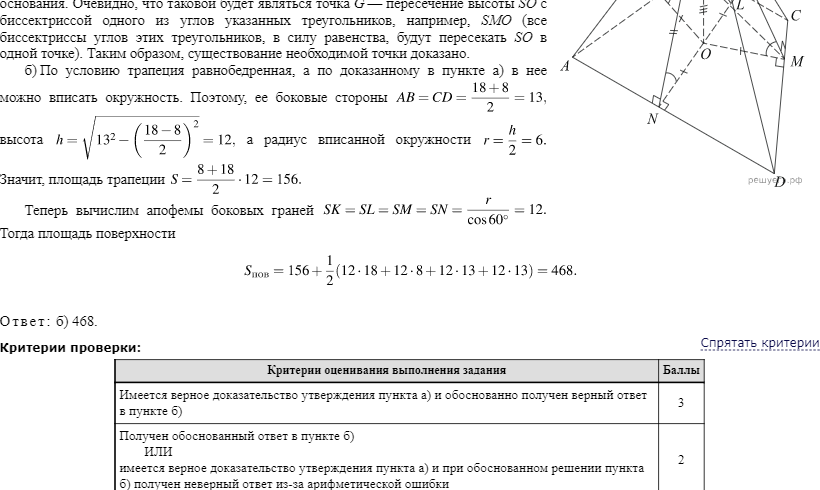 основания. Очевидно, что таковой будет являться точка G — пересечение высоты SO с
биссектрисой одного из углов указанных треугольников, например, SMO (все
биссектриссы углов этих треугольников, в силу равенства, будут пересекать SO в
одной точке). Таким образом, существование необходимой точки доказано.
б) По условию трапеция равнобедренная, а по доказанному в пункте а) в нее
можно вписать окружность. Поэтому, ее боковые стороны AB = CD = \frac{18+8}{2} = 13,
высота h = \sqrt{13^2 - \left(\frac{18-8}{2}\right)^2} = 12, а радиус вписанной окружности r = \frac{h}{2} = 6.
Значит, площадь трапеции S = \frac{8+18}{2} · 12 = 156.
Теперь вычислим апофемы боковых граней SK = SL = SM = SN = \frac{r}{\cos 60°} = 12.
Тогда площадь поверхности
S_{пов} = 156 + \frac{1}{2}(12 · 18 + 12 · 8 + 12 · 13 + 12 · 13) = 468.
Ответ: б) 468.
L
C
O
M
A
N
D
решу.рф
Критерии проверки:
Спрятать критерии
Критерии оценивания выполнения задания Баллы
Имеется верное доказательство утверждения пункта а) и обоснованно получен верный ответ
в пункте б)
3
Получен обоснованный ответ в пункте б)
ИЛИ
имеется верное доказательство утверждения пункта а) и при обоснованном решении пункта
б) получен неверный ответ из-за арифметической ошибки
2